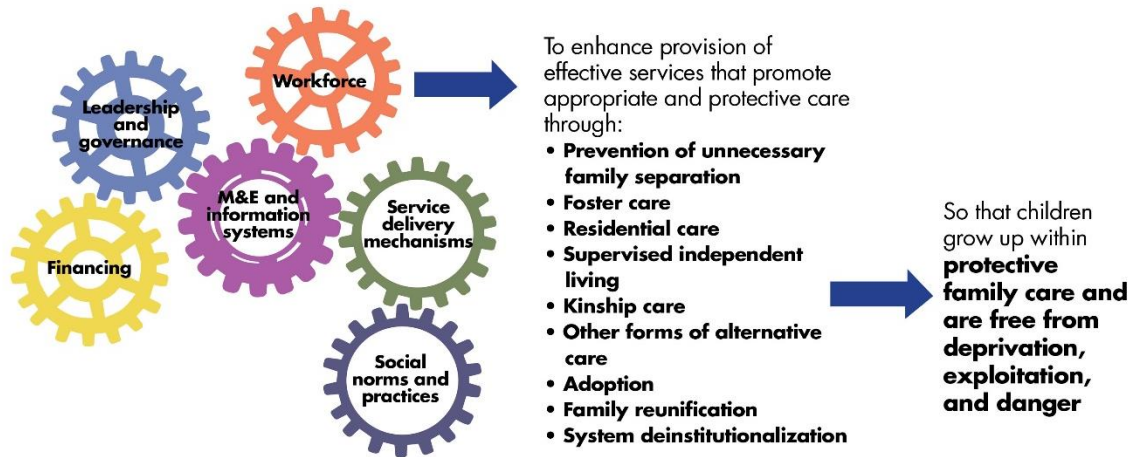 Workforce
Leadership
and
governance
M&E and
information
systems
Service
delivery
mechanisms
Financing
Social
norms and
practices
To enhance provision of
effective services that promote
appropriate and protective care
through:
• Prevention of unnecessary
family separation
• Foster care
• Residential care
• Supervised independent
living
• Kinship care
• Other forms of alternative
care
• Adoption
• Family reunification
• System deinstitutionalization
So that children
grow up within
protective
family care and
are free from
deprivation,
exploitation,
and danger